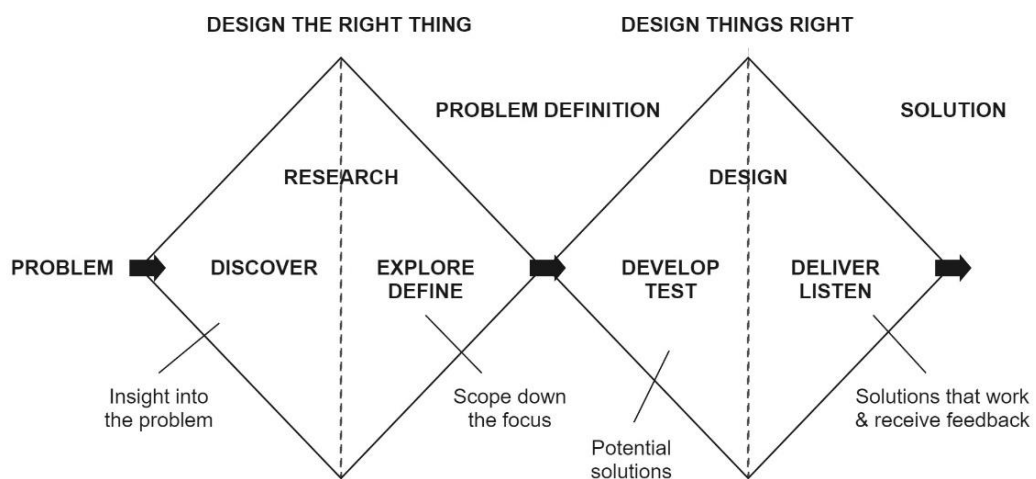 DESIGN THE RIGHT THING
DESIGN THINGS RIGHT
PROBLEM DEFINITION
SOLUTION
RESEARCH
DESIGN
PROBLEM
DISCOVER
EXPLORE
DEFINE
DEVELOP
TEST
DELIVER
LISTEN
Insight into
the problem
Scope down
the focus
Potential
solutions
Solutions that work
& receive feedback